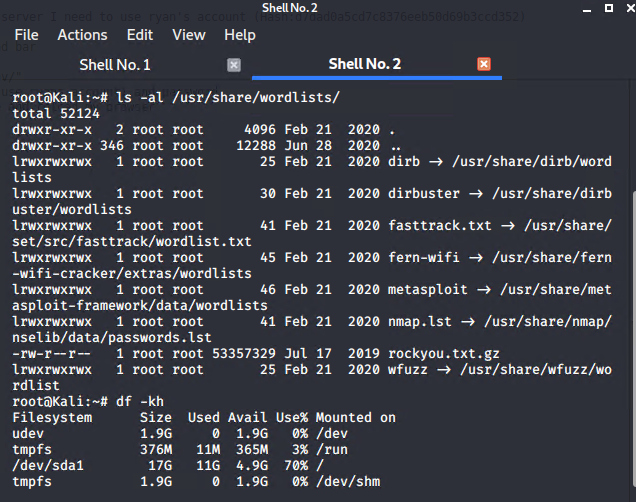 Shell No. 2
server I need to use ryan's account
File Actions Edit View Help
Shell No. 1 Shell No. 2
root@Kali:~# ls -al /usr/share/wordlists/
total 52124
drwxr-xr-x 2 root root 4096 Feb 21 2020 .
drwxr-xr-x 346 root root 12288 Jun 28 2020 ..
lrwxrwxrwx 1 root root 25 Feb 21 2020 dirb → /usr/share/dirb/word
lists
lrwxrwxrwx 1 root root 30 Feb 21 2020 dirbuster → /usr/share/dirb
uster/wordlists
lrwxrwxrwx 1 root root 41 Feb 21 2020 fasttrack.txt → /usr/share/
set/src/fasttrack/wordlist.txt
lrwxrwxrwx 1 root root 45 Feb 21 2020 fern-wifi → /usr/share/fern
-wifi-cracker/extras/wordlists
lrwxrwxrwx 1 root root 46 Feb 21 2020 metasploit → /usr/share/met
asploit-framework/data/wordlists
lrwxrwxrwx 1 root root 41 Feb 21 2020 nmap.lst → /usr/share/nmap/
nselib/data/passwords.lst
-rw-r--r-- 1 root root 53357329 Jul 17 2019 rockyou.txt.gz
lrwxrwxrwx 1 root root 25 Feb 21 2020 wfuzz → /usr/share/wfuzz/wo
rdlist
root@Kali:~# df -kh
Filesystem Size Used Avail Use% Mounted on
udev 1.9G 0 1.9G 0% /dev
tmpfs 376M 11M 365M 3% /run
/dev/sda1 17G 11G 4.9G 70% /
tmpfs 1.9G 0 1.9G 0% /dev/shm